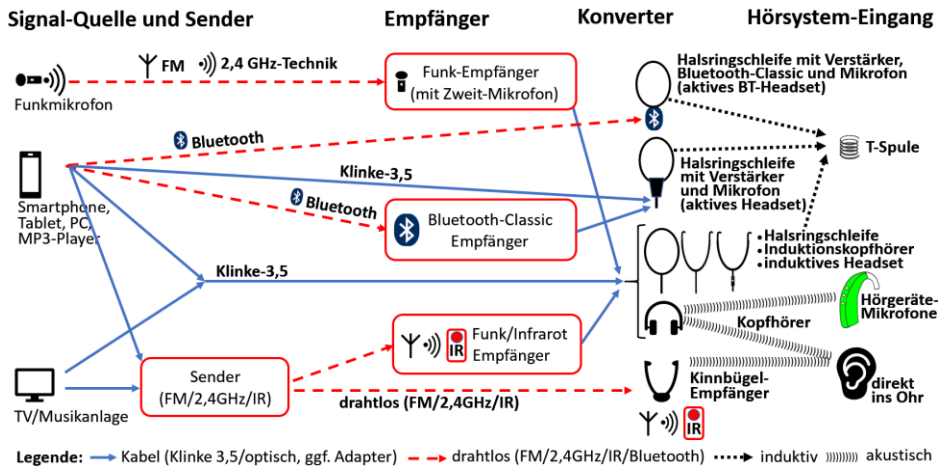 Signal-Quelle und Sender
Empfänger
Konverter
Hörsystem-Eingang
FM
2,4 GHz-Technik
Funkmikrofon
Funk-Empfänger
(mit Zweit-Mikrofon)
Halsringschleife mit Verstärker,
Bluetooth-Classic und Mikrofon
(aktives BT-Headset)
Bluetooth
T-Spule
Klinke-3,5
Halsringschleife
mit Verstärker
und Mikrofon
(aktives Headset)
Smartphone,
Tablet, PC,
MP3-Player
Bluetooth
Bluetooth-Classic
Empfänger
Klinke-3,5
•Halsringschleife
•induktionskopfhörer
•induktives Headset
Hörgeräte-
Mikrofone
Kopfhörer
IR
Funk/Infrarot
Empfänger
Sender
(FM/2,4GHz/IR)
drahtlos (FM/2,4GHz/IR)
TV/Musikanlage
Kinnbügel-
Empfänger
IR
direkt
ins Ohr
Legende: Kabel (Klinke 3,5/optisch, ggf. Adapter) drahtlos (FM/2,4GHz/IR/Bluetooth) induktiv akustisch